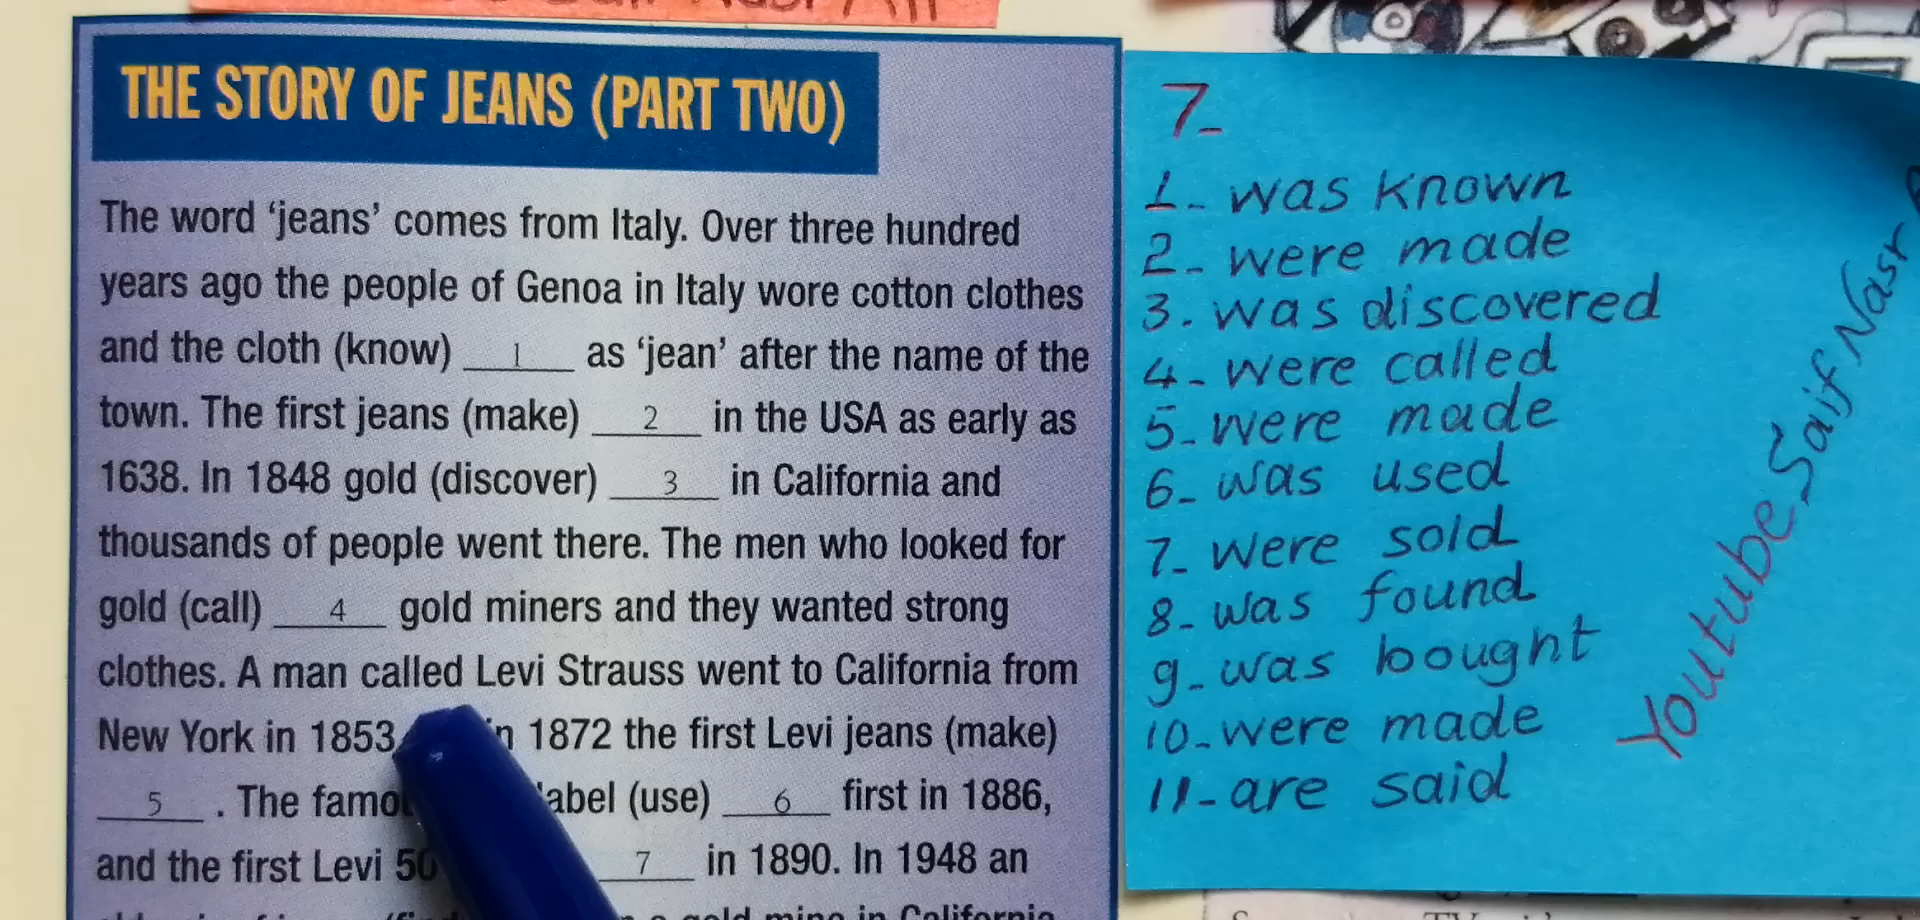 THE STORY OF JEANS (PART TWO)
The word ‘jeans’ comes from Italy. Over three hundred
years ago the people of Genoa in Italy wore cotton clothes
and the cloth (know) 1 as ‘jean’ after the name of the
town. The first jeans (make) 2 in the USA as early as
1638. In 1848 gold (discover) 3 in California and
thousands of people went there. The men who looked for
gold (call) 4 gold miners and they wanted strong
clothes. A man called Levi Strauss went to California from
New York in 1853 1872 the first Levi jeans (make)
5 . The label (use) 6 first in 1886,
and the first Levi 7 in 1890. In 1948 an
gold mine in California
7-
1- was known
2- were made
3. was discovered
4- were called
5- were made
6- was used
7- were sold
8- was found
9- was bought
10- were made
11- are said
Youtube Saif Nasr